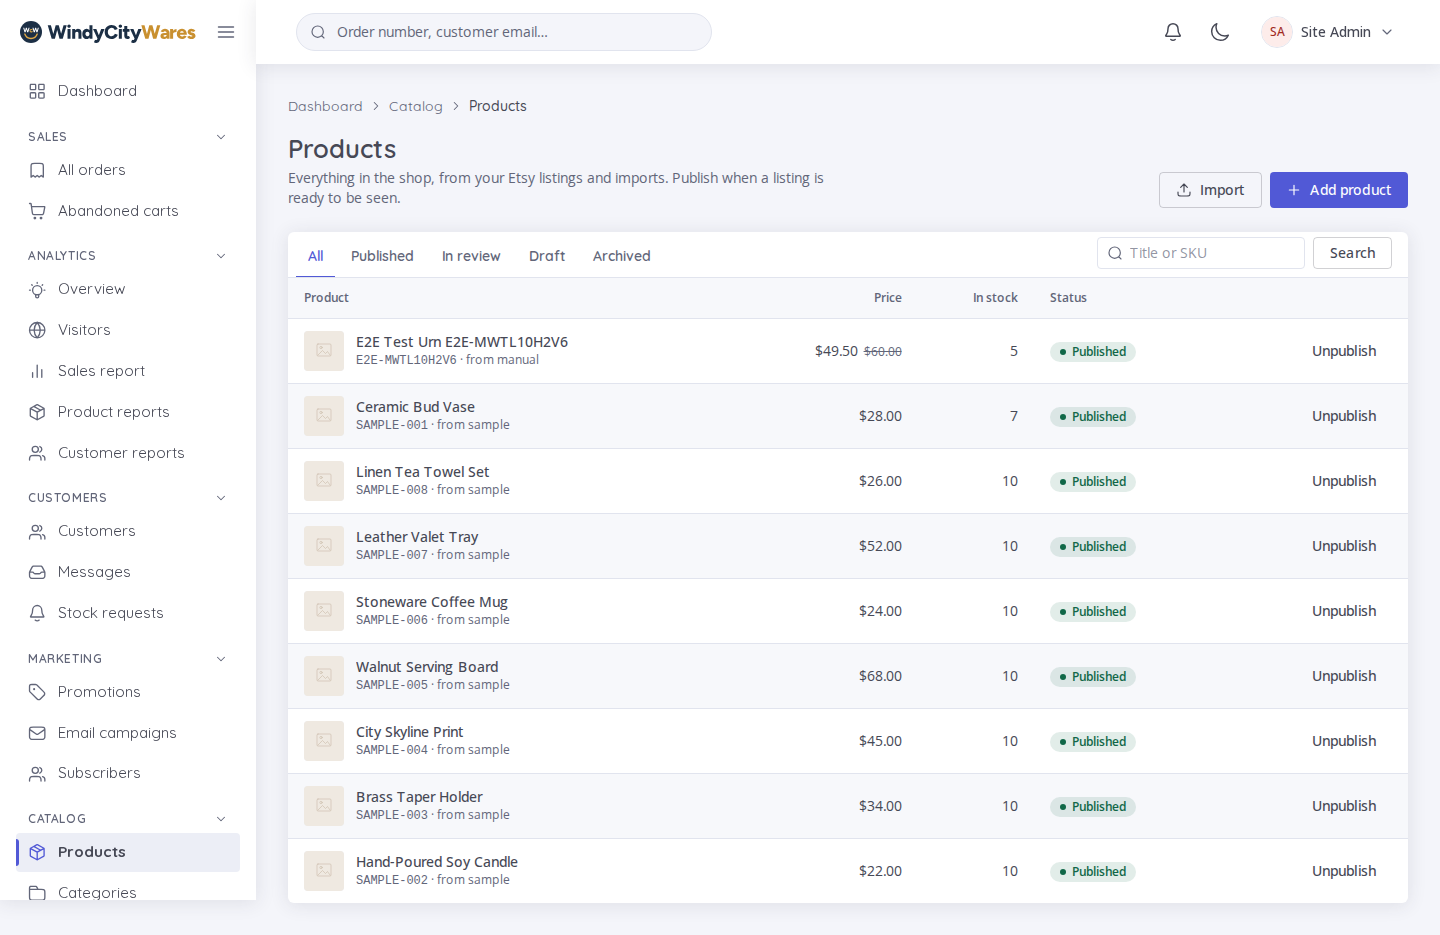 WindyCityWares
Order number, customer email...
SA
Site Admin
Dashboard
SALES
All orders
Abandoned carts
ANALYTICS
Overview
Visitors
Sales report
Product reports
Customer reports
CUSTOMERS
Customers
Messages
Stock requests
MARKETING
Promotions
Email campaigns
Subscribers
CATALOG
Products
Categories
Dashboard > Catalog > Products
Products
Everything in the shop, from your Etsy listings and imports. Publish when a listing is
ready to be seen.
Import
Add product
All Published In review Draft Archived
Title or SKU
Search
Product Price In stock Status
E2E Test Urn E2E-MWTL10H2V6
E2E-MWTL10H2V6 · from manual
$49.50 $60.00 5 Published Unpublish
Ceramic Bud Vase
SAMPLE-001 · from sample
$28.00 7 Published Unpublish
Linen Tea Towel Set
SAMPLE-008 · from sample
$26.00 10 Published Unpublish
Leather Valet Tray
SAMPLE-007 · from sample
$52.00 10 Published Unpublish
Stoneware Coffee Mug
SAMPLE-006 · from sample
$24.00 10 Published Unpublish
Walnut Serving Board
SAMPLE-005 · from sample
$68.00 10 Published Unpublish
City Skyline Print
SAMPLE-004 · from sample
$45.00 10 Published Unpublish
Brass Taper Holder
SAMPLE-003 · from sample
$34.00 10 Published Unpublish
Hand-Poured Soy Candle
SAMPLE-002 · from sample
$22.00 10 Published Unpublish